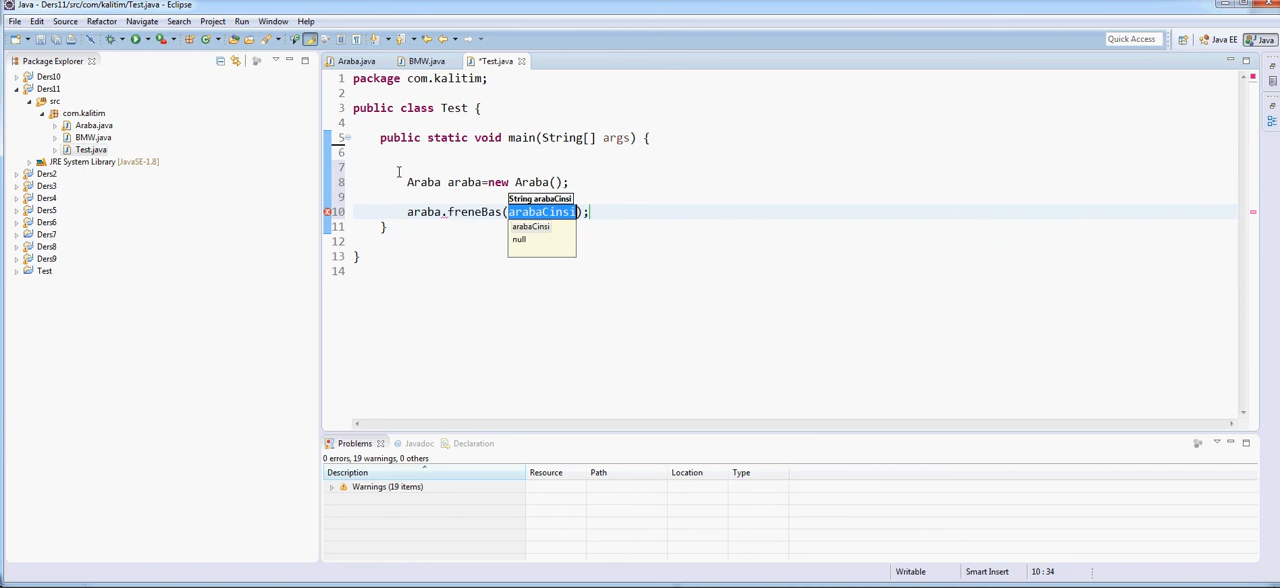 Java - Ders11/src/com/kalitim/Test.java - Eclipse
File Edit Source Refactor Navigate Search Project Run Window Help
Quick Access Java EE Java
Package Explorer
Ders10
Ders11
src
com.kalitim
Araba.java
BMW.java
Test.java
JRE System Library [JavaSE-1.8]
Ders2
Ders3
Ders4
Ders5
Ders6
Ders7
Ders8
Ders9
Test
Araba.java BMW.java *Test.java
1 package com.kalitim;
2
3 public class Test {
4
5 public static void main(String[] args) {
6
7
8 Araba araba=new Araba();
9
String arabaCinsi
10 araba.freneBas(arabaCinsi);
11 }
arabaCinsi
null
12
13 }
14
Problems Javadoc Declaration
0 errors, 19 warnings, 0 others
Description Resource Path Location Type
Warnings (19 items)
Writable Smart Insert 10 : 34